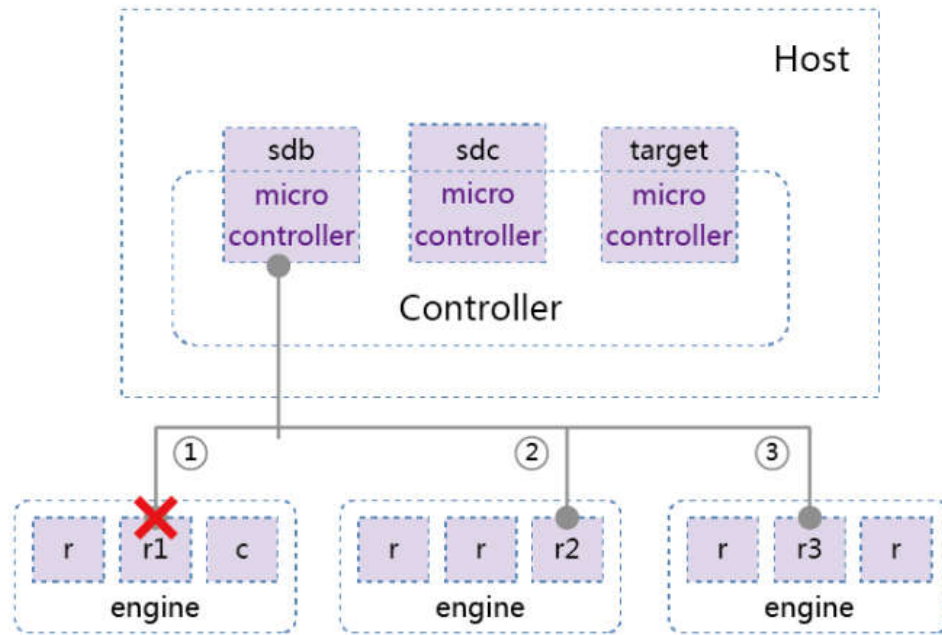 Host
sdb sdc target
micro micro micro
controller controller controller
Controller
① ② ③
r r1 c r r r2 r r3 r
engine engine engine